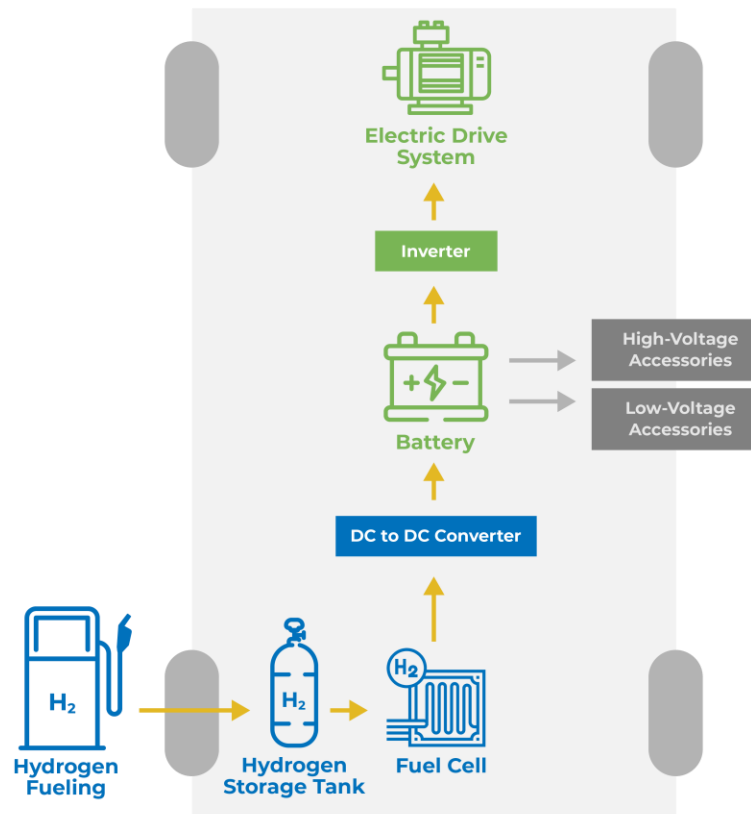 Electric Drive
System
Inverter
High-Voltage
Accessories
+ -
Battery
Low-Voltage
Accessories
DC to DC Converter
H₂
H₂
H₂
Hydrogen
Fueling
Hydrogen
Storage Tank
Fuel Cell